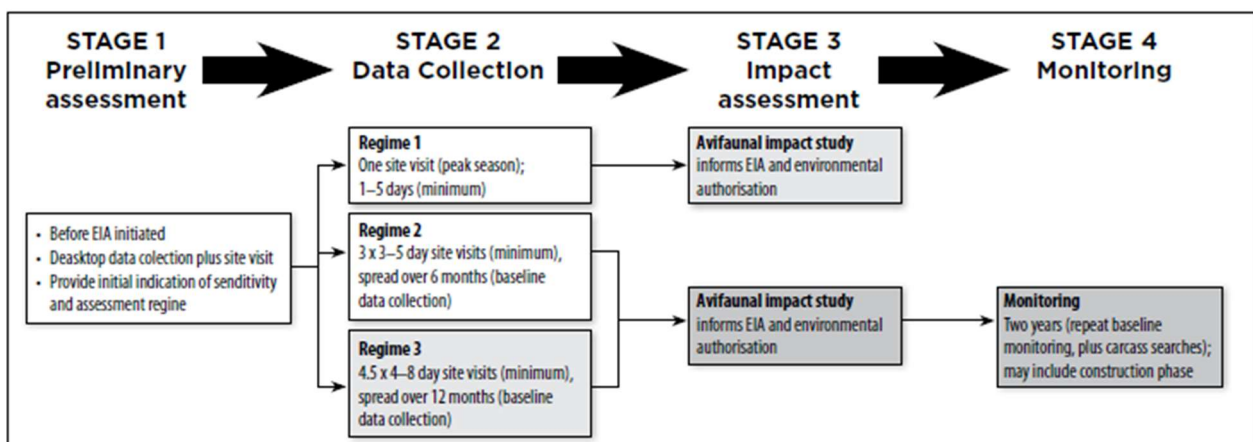 STAGE 1
Preliminary
assessment
STAGE 2
Data Collection
STAGE 3
Impact
assessment
STAGE 4
Monitoring
• Before EIA initiated
• Deasktop data colection plus site visit
• Provide initial indication of senditivity
and assessment regine
Regime 1
One site visit (peak season);
1–5 days (minimum)
Regime 2
3 x 3–5 day site visits (minimum),
spread over 6 months (baseline
data collection)
Regime 3
4.5 x 4–8 day site visits (minimum),
spread over 12 months (baseline
data collection)
Avifaunal impact study
informs EIA and environmental
authorisation
Avifaunal impact study
informs EIA and environmental
authorisation
Monitoring
Two years (repeat baseline
monitoring, plus carcass searches);
may include construction phase